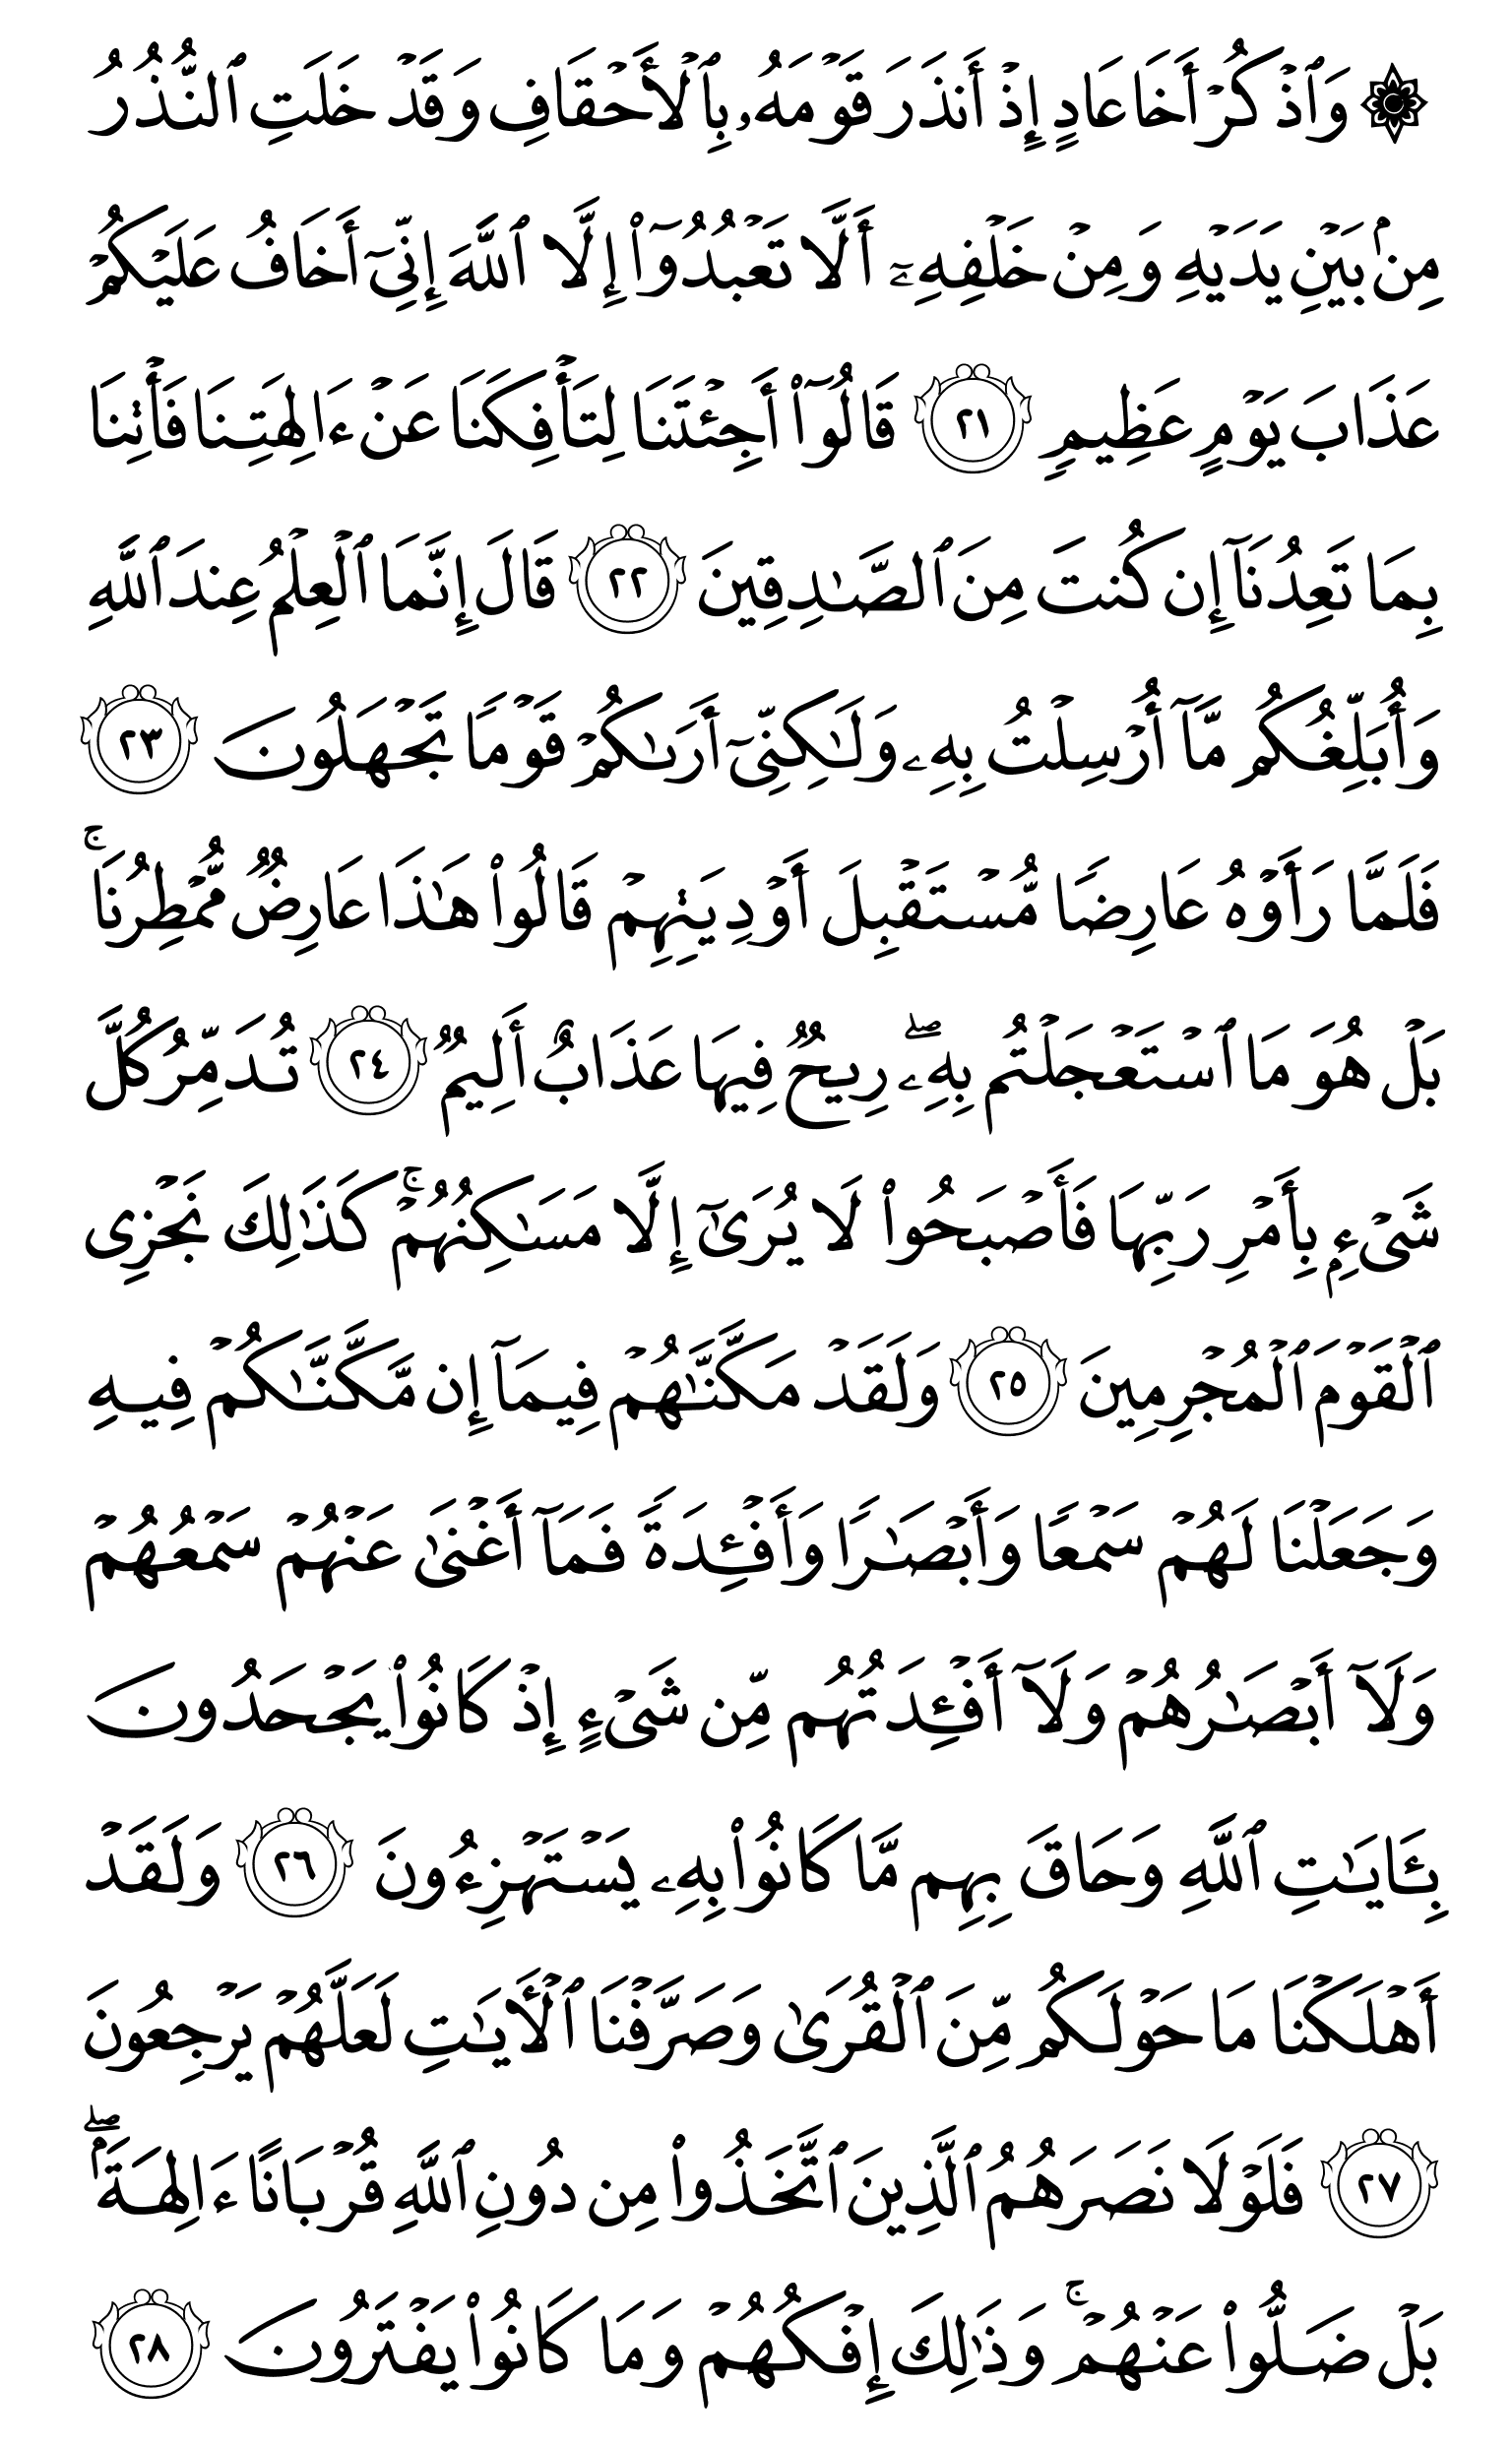 ۞ وَٱذْكُرْ أَخَا عَادٍ إِذْ أَنذَرَ قَوْمَهُۥ بِٱلْأَحْقَافِ وَقَدْ خَلَتِ ٱلنُّذُرُ
مِنۢ بَيْنِ يَدَيْهِ وَمِنْ خَلْفِهِۦٓ أَلَّا تَعْبُدُوٓا۟ إِلَّا ٱللَّهَ إِنِّىٓ أَخَافُ عَلَيْكُمْ
عَذَابَ يَوْمٍ عَظِيمٍ ٢١ قَالُوٓا۟ أَجِئْتَنَا لِتَأْفِكَنَا عَنْ ءَالِهَتِنَا فَأْتِنَا
بِمَا تَعِدُنَآ إِن كُنتَ مِنَ ٱلصَّـٰدِقِينَ ٢٢ قَالَ إِنَّمَا ٱلْعِلْمُ عِندَ ٱللَّهِ
وَأُبَلِّغُكُم مَّآ أُرْسِلْتُ بِهِۦ وَلَـٰكِنِّىٓ أَرَىٰكُمْ قَوْمًا تَجْهَلُونَ ٢٣
فَلَمَّا رَأَوْهُ عَارِضًا مُّسْتَقْبِلَ أَوْدِيَتِهِمْ قَالُوا۟ هَـٰذَا عَارِضٌ مُّمْطِرُنَا ۚ
بَلْ هُوَ مَا ٱسْتَعْجَلْتُم بِهِۦ ۖ رِيحٌ فِيهَا عَذَابٌ أَلِيمٌ ٢٤ تُدَمِّرُ كُلَّ
شَىْءٍۭ بِأَمْرِ رَبِّهَا فَأَصْبَحُوا۟ لَا يُرَىٰٓ إِلَّا مَسَـٰكِنُهُمْ ۚ كَذَٰلِكَ نَجْزِى
ٱلْقَوْمَ ٱلْمُجْرِمِينَ ٢٥ وَلَقَدْ مَكَّنَّـٰهُمْ فِيمَآ إِن مَّكَّنَّـٰكُمْ فِيهِ
وَجَعَلْنَا لَهُمْ سَمْعًا وَأَبْصَـٰرًا وَأَفْـِٔدَةً فَمَآ أَغْنَىٰ عَنْهُمْ سَمْعُهُمْ
وَلَآ أَبْصَـٰرُهُمْ وَلَآ أَفْـِٔدَتُهُم مِّن شَىْءٍ إِذْ كَانُوا۟ يَجْحَدُونَ
بِـَٔايَـٰتِ ٱللَّهِ وَحَاقَ بِهِم مَّا كَانُوا۟ بِهِۦ يَسْتَهْزِءُونَ ٢٦ وَلَقَدْ
أَهْلَكْنَا مَا حَوْلَكُم مِّنَ ٱلْقُرَىٰ وَصَرَّفْنَا ٱلْـَٔايَـٰتِ لَعَلَّهُمْ يَرْجِعُونَ
٢٧ فَلَوْلَا نَصَرَهُمُ ٱلَّذِينَ ٱتَّخَذُوا۟ مِن دُونِ ٱللَّهِ قُرْبَانًا ءَالِهَةًۢ ۖ
بَلْ ضَلُّوا۟ عَنْهُمْ ۚ وَذَٰلِكَ إِفْكُهُمْ وَمَا كَانُوا۟ يَفْتَرُونَ ٢٨